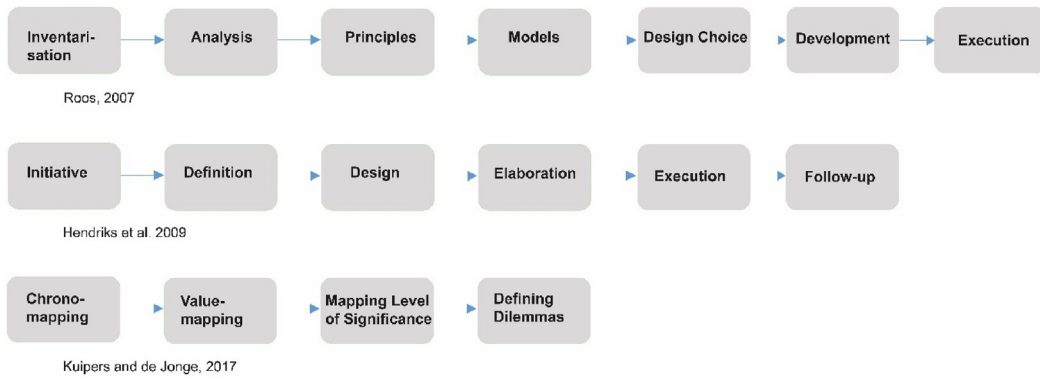 Inventari-
sation
Analysis
Principles
Models
Design Choice
Development
Execution
Roos, 2007
Initiative
Definition
Design
Elaboration
Execution
Follow-up
Hendriks et al. 2009
Chrono-
mapping
Value-
mapping
Mapping Level
of Significance
Defining
Dilemmas
Kuipers and de Jonge, 2017